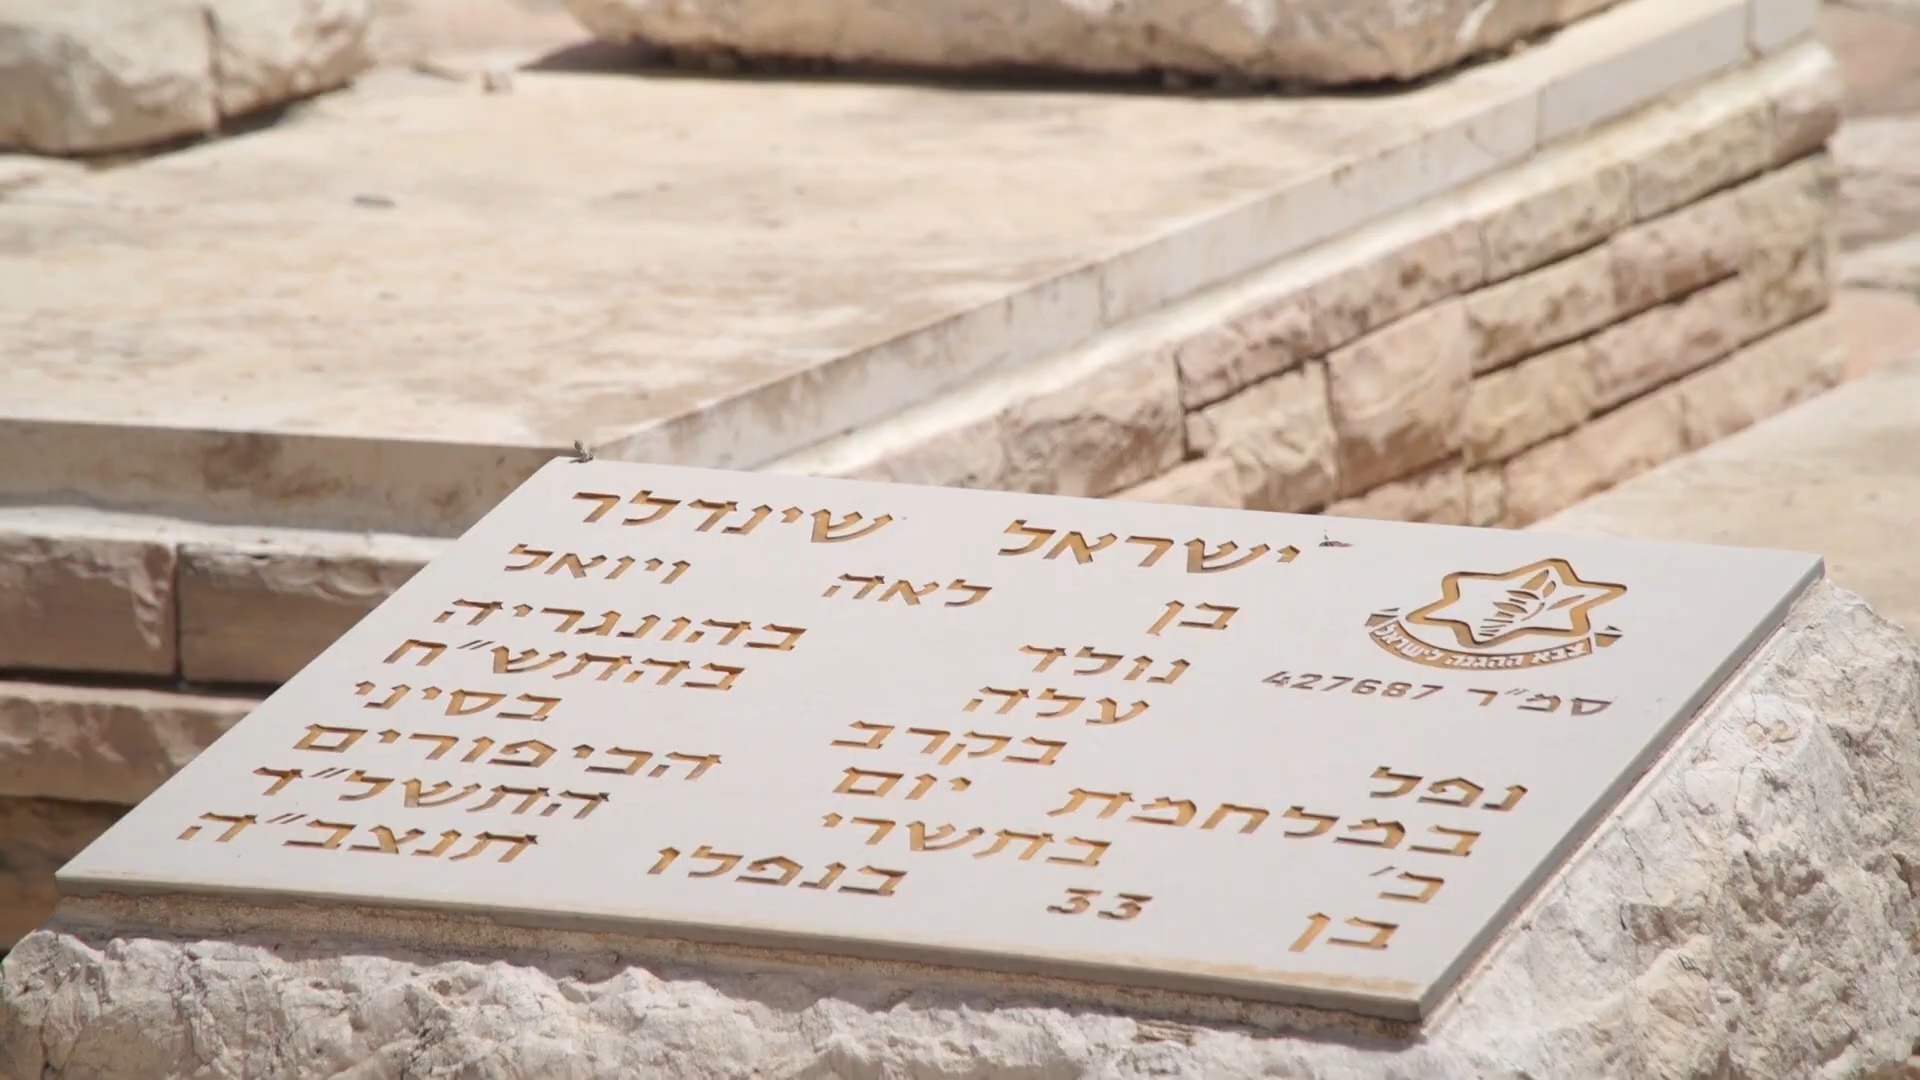 צבא ההגנה לישראל
סמ״ר 427687
ישראל שינדלר
בן לאה ויואל
נולד בהונגריה
עלה בהתש״ח
נפל בקרב בסיני
במלחמת יום הכיפורים
כ׳ בתשרי התשל״ד
בן 33 בנפלו תנצב״ה